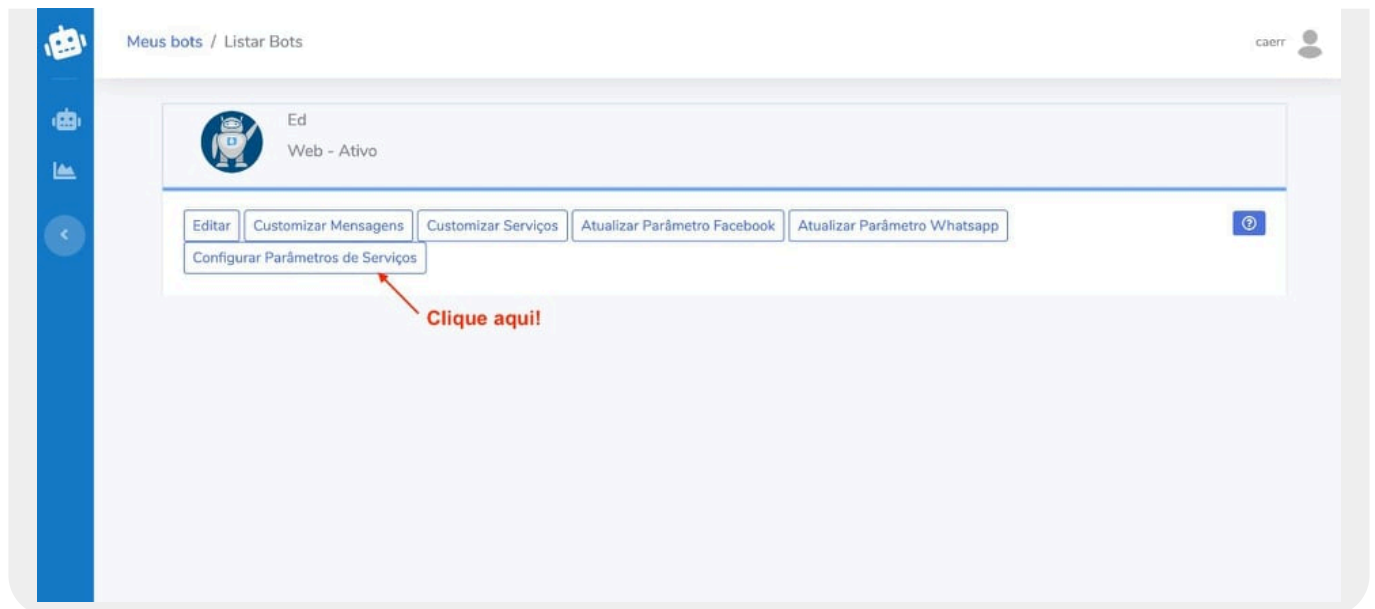 Meus bots / Listar Bots
caerr
Ed
Web - Ativo
Editar
Customizar Mensagens
Customizar Serviços
Atualizar Parâmetro Facebook
Atualizar Parâmetro Whatsapp
Configurar Parâmetros de Serviços
Clique aqui!